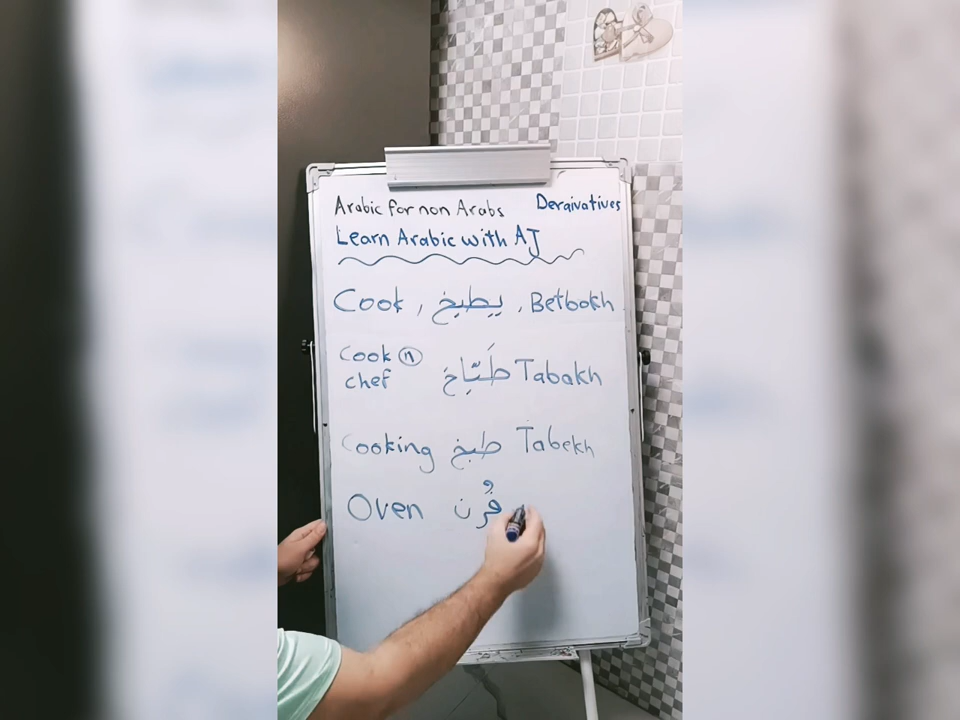 Arabic for non Arabs Deraivatives
Learn Arabic with AJ
Cook , يطبخ , Betbokh
Cook n طَبّاخ Tabakh
chef
Cooking طبخ Tabekh
Oven فُرن